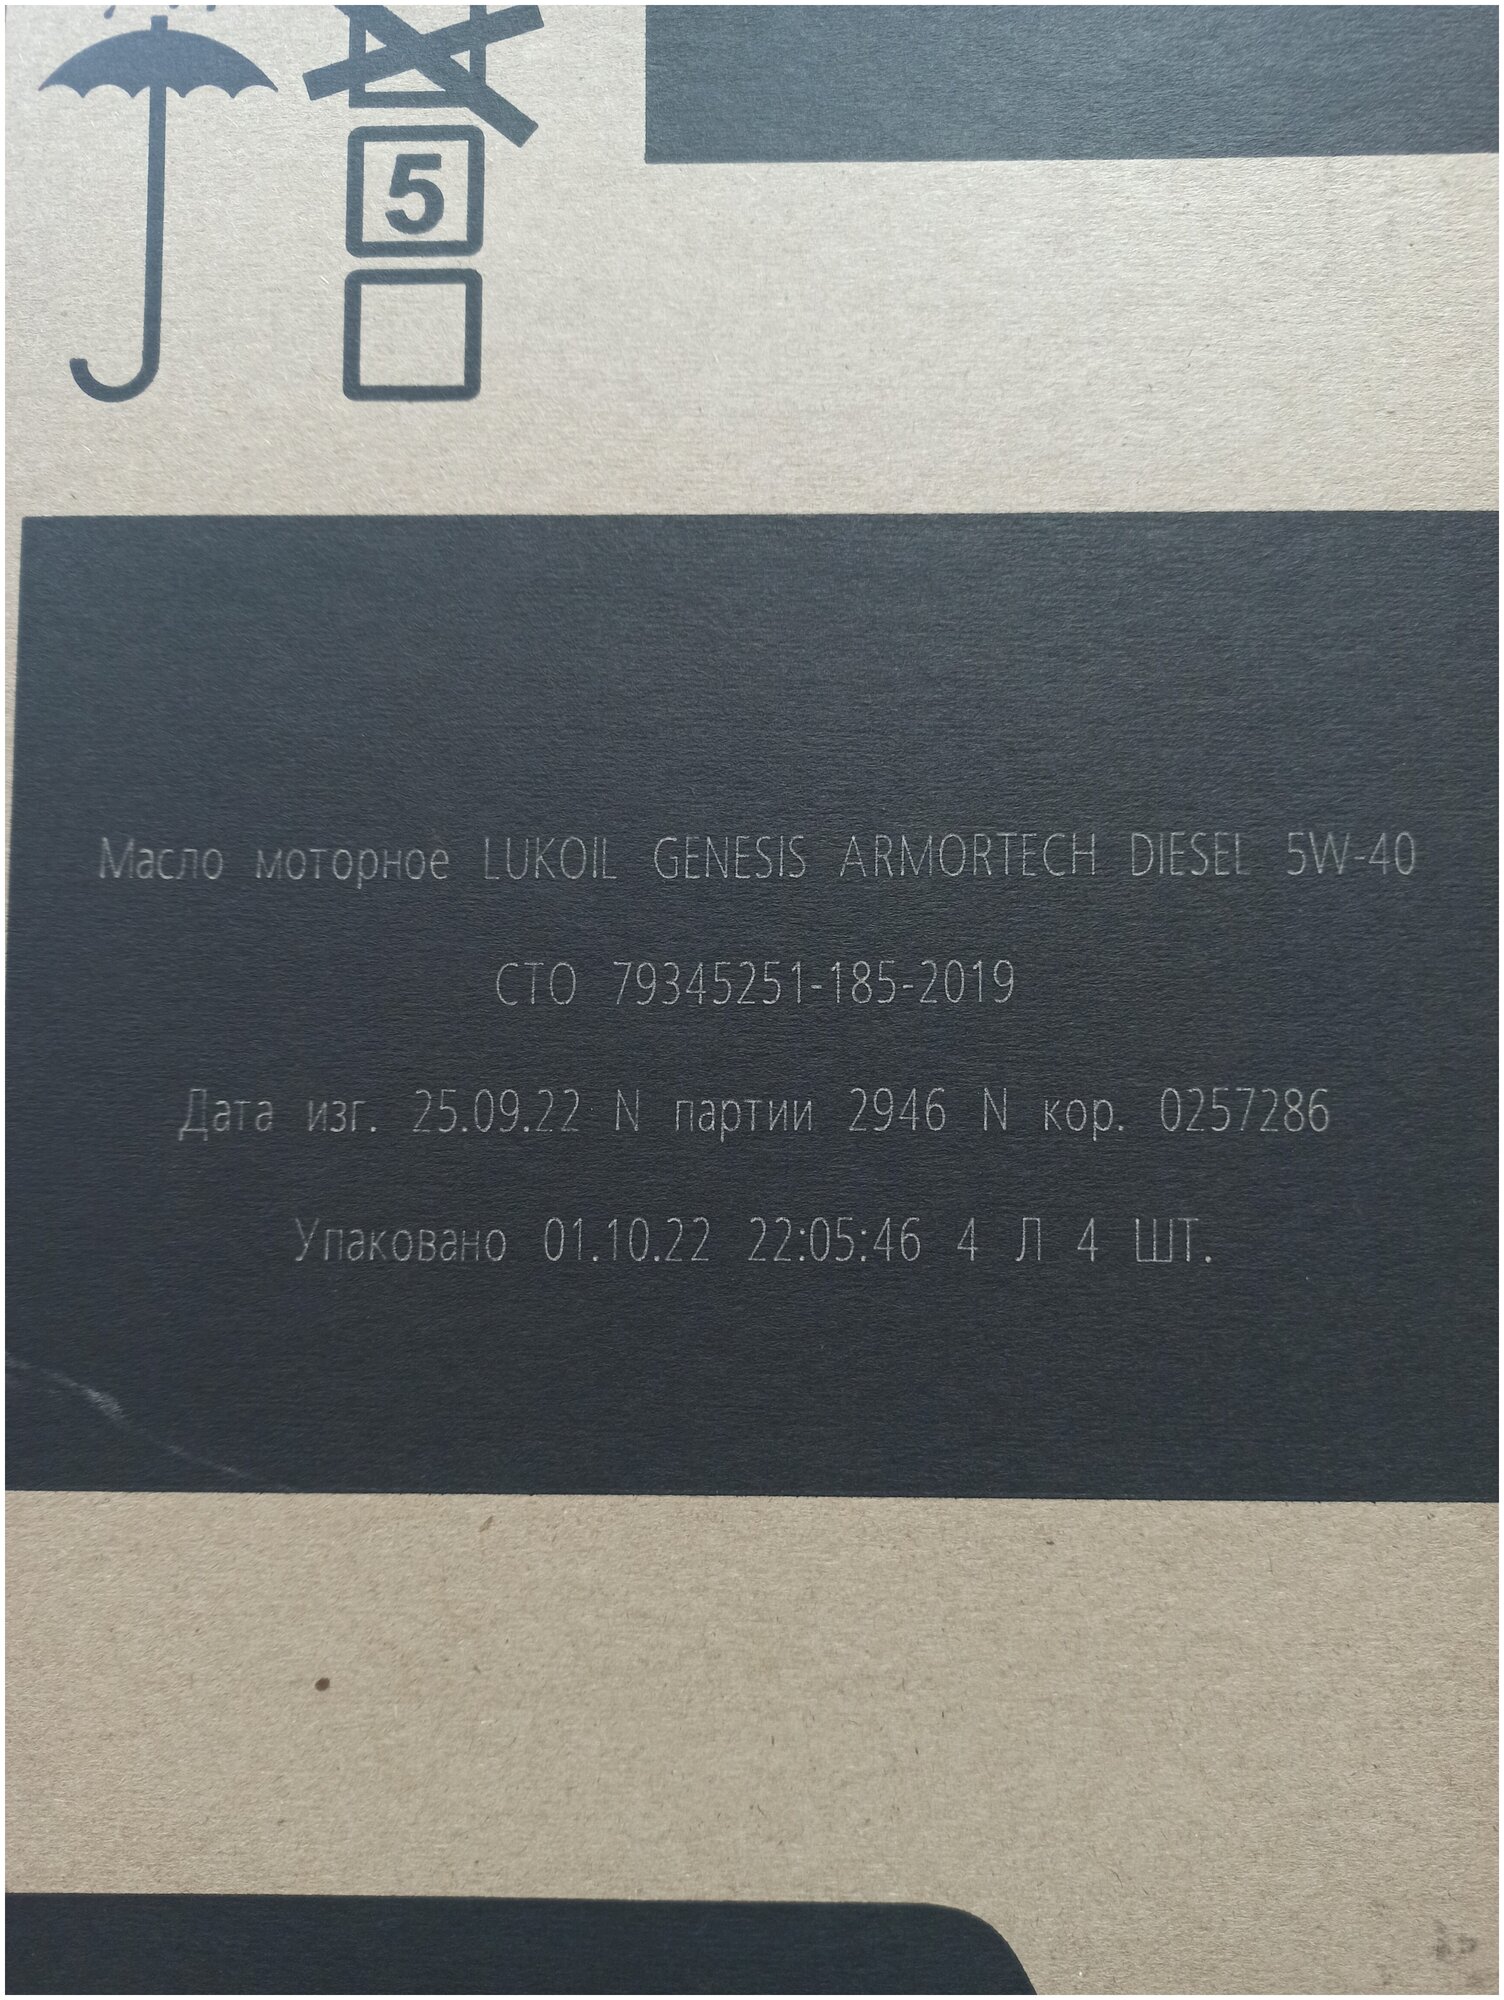 5
Масло моторное LUKOIL GENESIS ARMORTECH DIESEL 5W-40
СТО 79345251-185-2019
Дата изг. 25.09.22 N партии 2946 N кор. 0257286
Упаковано 01.10.22 22:05:46 4 Л 4 ШТ.